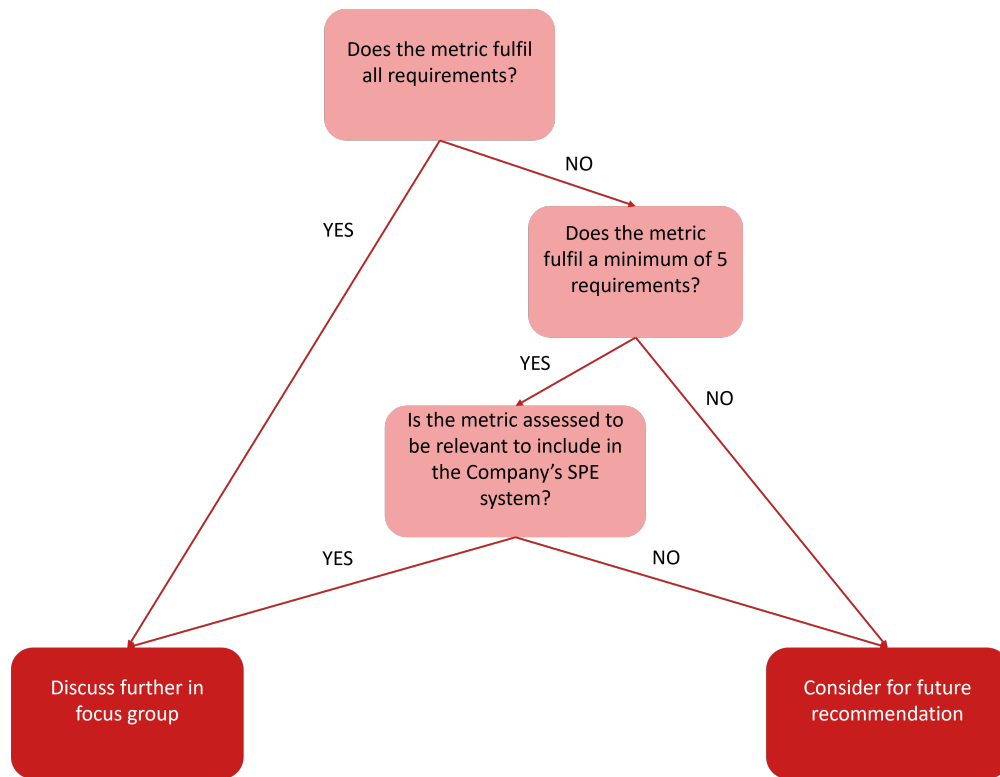 Does the metric fulfil
all requirements?
NO
YES
Does the metric
fulfil a minimum of 5
requirements?
YES
NO
Is the metric assessed to
be relevant to include in
the Company’s SPE
system?
YES
NO
Discuss further in
focus group
Consider for future
recommendation